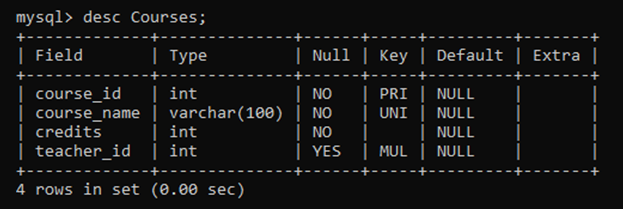 mysql> desc Courses;
+-------------+--------------+------+-----+---------+-------+
| Field       | Type         | Null | Key | Default | Extra |
+-------------+--------------+------+-----+---------+-------+
| course_id   | int          | NO   | PRI | NULL    |       |
| course_name | varchar(100) | NO   | UNI | NULL    |       |
| credits     | int          | NO   |     | NULL    |       |
| teacher_id  | int          | YES  | MUL | NULL    |       |
+-------------+--------------+------+-----+---------+-------+
4 rows in set (0.00 sec)